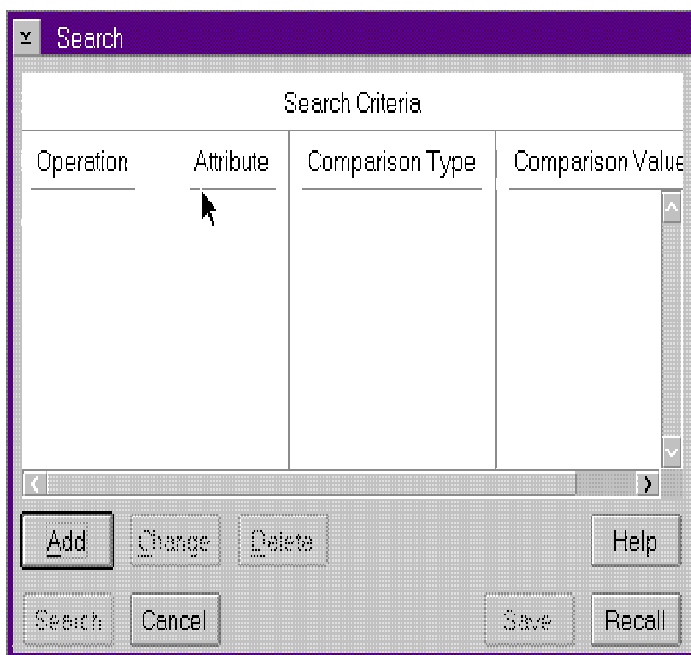 Search
Search Criteria
Operation Attribute Comparison Type Comparison Value
Add Change Delete Help
Search Cancel Save Recall